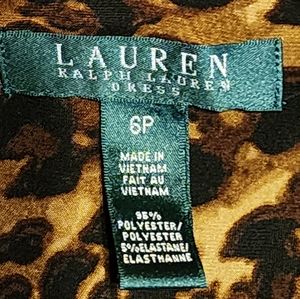 LAUREN
RALPH LAUREN
DRESS
6P
MADE IN
VIETNAM
FAIT AU
VIETNAM
95%
POLYESTER/
POLYESTER
5%ELASTANE/
ELASTHANNE